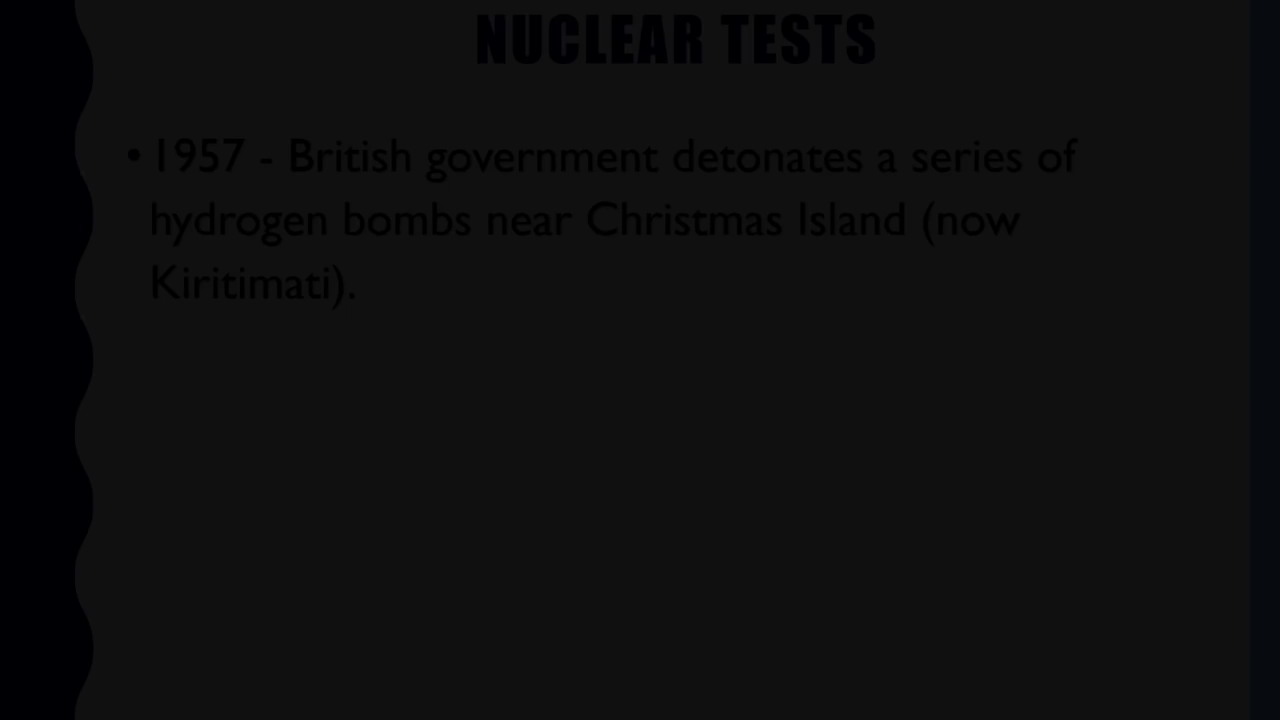 NUCLEAR TESTS
• 1957 - British government detonates a series of
hydrogen bombs near Christmas Island (now
Kiritimati).